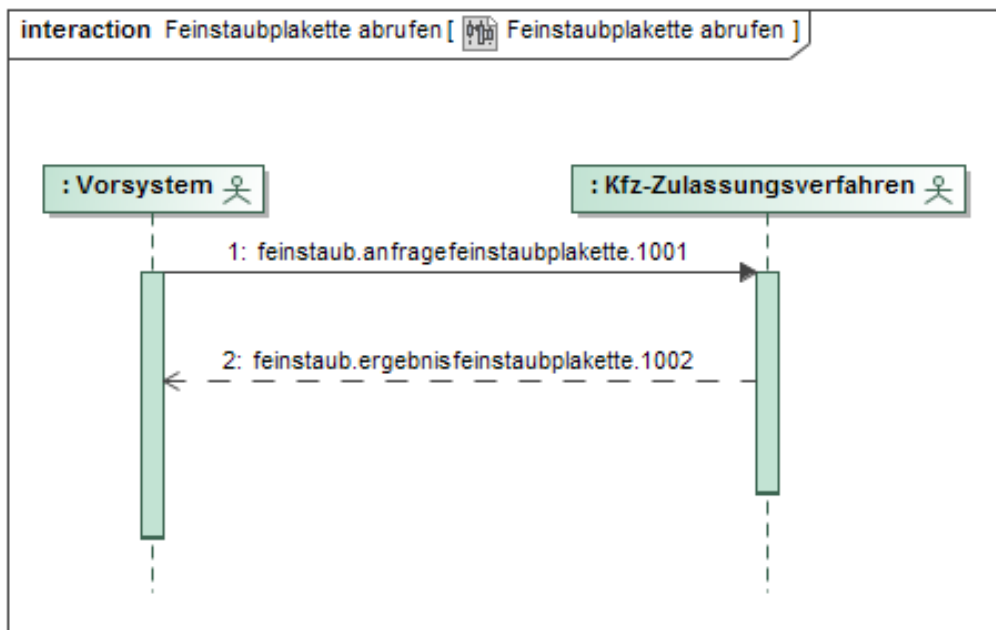 interaction Feinstaubplakette abrufen [ Feinstaubplakette abrufen ]
: Vorsystem
: Kfz-Zulassungsverfahren
1: feinstaub.anfragefeinstaubplakette.1001
2: feinstaub.ergebnisfeinstaubplakette.1002